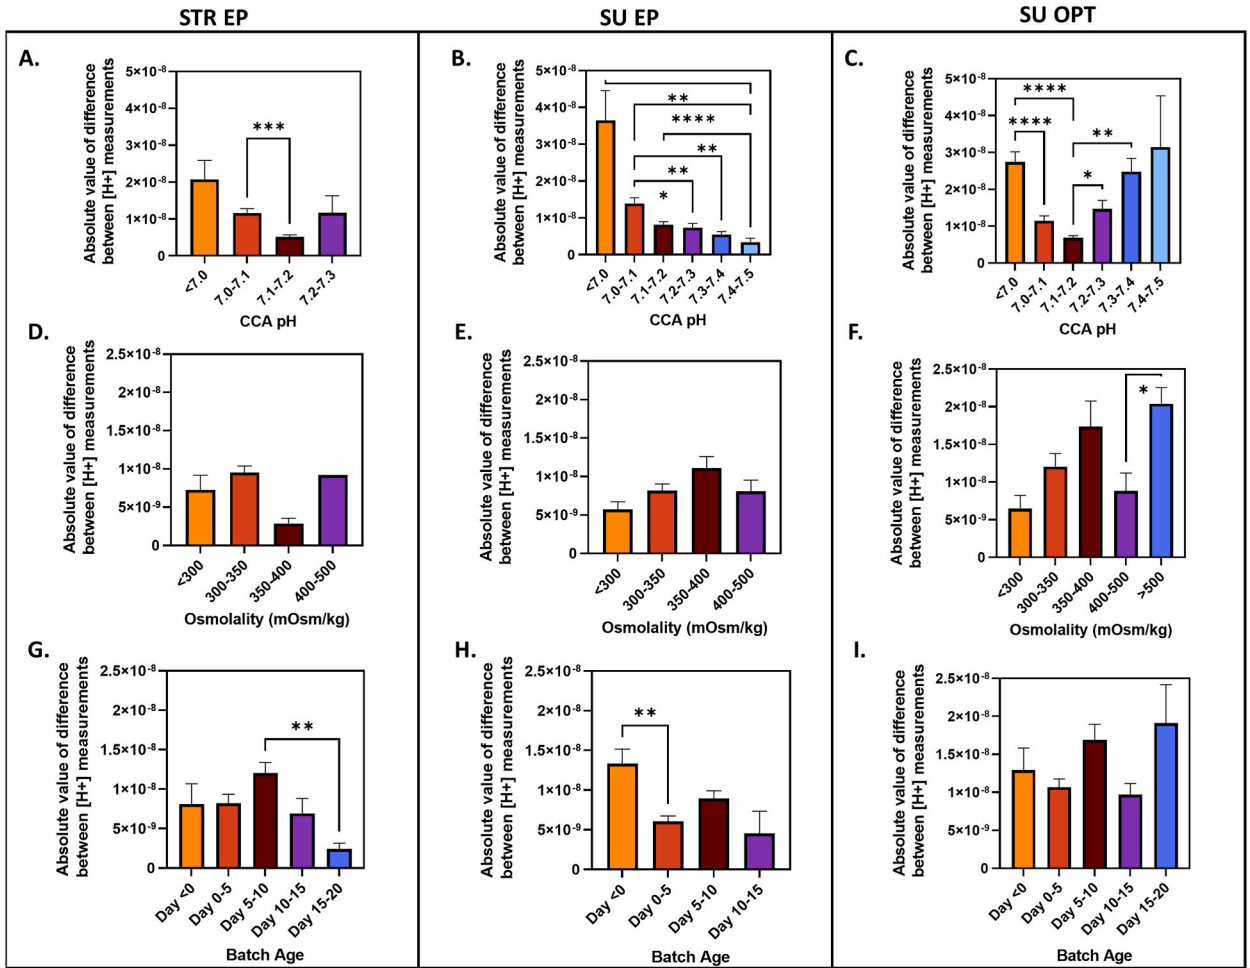 STR EP
SU EP
SU OPT
A.
Absolute value of difference
between [H+] measurements
5×10⁻⁸
4×10⁻⁸
3×10⁻⁸
2×10⁻⁸
1×10⁻⁸
0
***
<7.0
7.0-7.1
7.1-7.2
7.2-7.3
CCA pH
B.
Absolute value of difference
between [H+] measurements
5×10⁻⁸
4×10⁻⁸
3×10⁻⁸
2×10⁻⁸
1×10⁻⁸
0
**
****
**
**
*
<7.0
7.0-7.1
7.1-7.2
7.2-7.3
7.3-7.4
7.4-7.5
CCA pH
C.
Absolute value of difference
between [H+] measurements
5×10⁻⁸
4×10⁻⁸
3×10⁻⁸
2×10⁻⁸
1×10⁻⁸
0
****
****
**
*
<7.0
7.0-7.1
7.1-7.2
7.2-7.3
7.3-7.4
7.4-7.5
CCA pH
D.
Absolute value of difference
between [H+] measurements
2.5×10⁻⁸
2×10⁻⁸
1.5×10⁻⁸
1×10⁻⁸
5×10⁻⁹
0
<300
300-350
350-400
400-500
Osmolality (mOsm/kg)
E.
Absolute value of difference
between [H+] measurements
2.5×10⁻⁸
2×10⁻⁸
1.5×10⁻⁸
1×10⁻⁸
5×10⁻⁹
0
<300
300-350
350-400
400-500
Osmolality (mOsm/kg)
F.
Absolute value of difference
between [H+] measurements
2.5×10⁻⁸
2×10⁻⁸
1.5×10⁻⁸
1×10⁻⁸
5×10⁻⁹
0
*
<300
300-350
350-400
400-500
>500
Osmolality (mOsm/kg)
G.
Absolute value of difference
between [H+] measurements
2.5×10⁻⁸
2×10⁻⁸
1.5×10⁻⁸
1×10⁻⁸
5×10⁻⁹
0
**
Day <0
Day 0-5
Day 5-10
Day 10-15
Day 15-20
Batch Age
H.
Absolute value of difference
between [H+] measurements
2.5×10⁻⁸
2×10⁻⁸
1.5×10⁻⁸
1×10⁻⁸
5×10⁻⁹
0
**
Day <0
Day 0-5
Day 5-10
Day 10-15
Batch Age
I.
Absolute value of difference
between [H+] measurements
2.5×10⁻⁸
2×10⁻⁸
1.5×10⁻⁸
1×10⁻⁸
5×10⁻⁹
0
Day <0
Day 0-5
Day 5-10
Day 10-15
Day 15-20
Batch Age